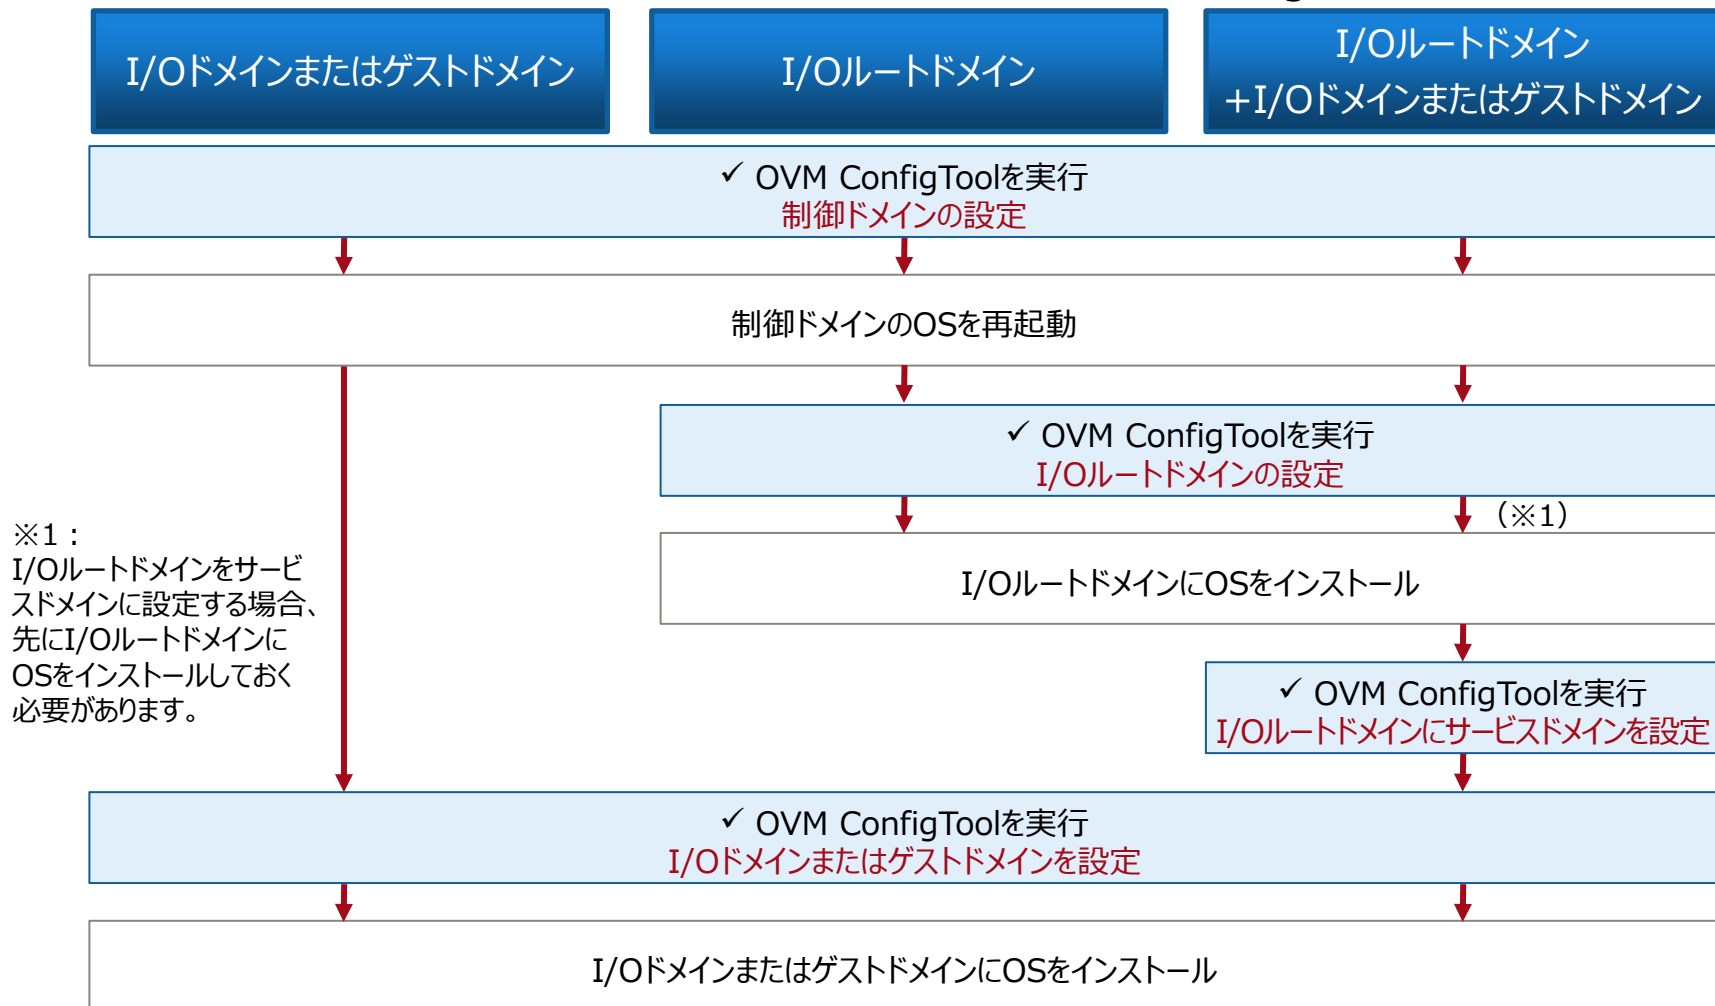 g
I/Oドメインまたはゲストドメイン
I/Oルートドメイン
I/Oルートドメイン
+I/Oドメインまたはゲストドメイン
✓ OVM ConfigToolを実行
制御ドメインの設定
制御ドメインのOSを再起動
✓ OVM ConfigToolを実行
I/Oルートドメインの設定
(※1)
※1：
I/Oルートドメインをサービ
スドメインに設定する場合、
先にI/Oルートドメインに
OSをインストールしておく
必要があります。
I/OルートドメインにOSをインストール
✓ OVM ConfigToolを実行
I/Oルートドメインにサービスドメインを設定
✓ OVM ConfigToolを実行
I/Oドメインまたはゲストドメインを設定
I/OドメインまたはゲストドメインにOSをインストール